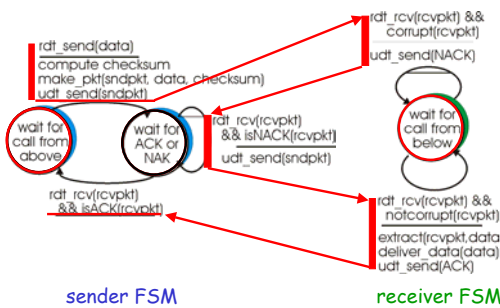 rdt_send(data)
compute checksum
make_pkt(sndpkt, data, checksum)
udt_send(sndpkt)
wait for
call from
above
wait for
ACK or
NAK
rdt_rcv(rcvpkt)
&& isNACK(rcvpkt)
udt_send(sndpkt)
rdt_rcv(rcvpkt)
&& isACK(rcvpkt)
sender FSM
rdt_rcv(rcvpkt) &&
corrupt(rcvpkt)
udt_send(NACK)
wait for
call from
below
rdt_rcv(rcvpkt) &&
notcorrupt(rcvpkt)
extract(rcvpkt,data
deliver_data(data)
udt_send(ACK)
receiver FSM